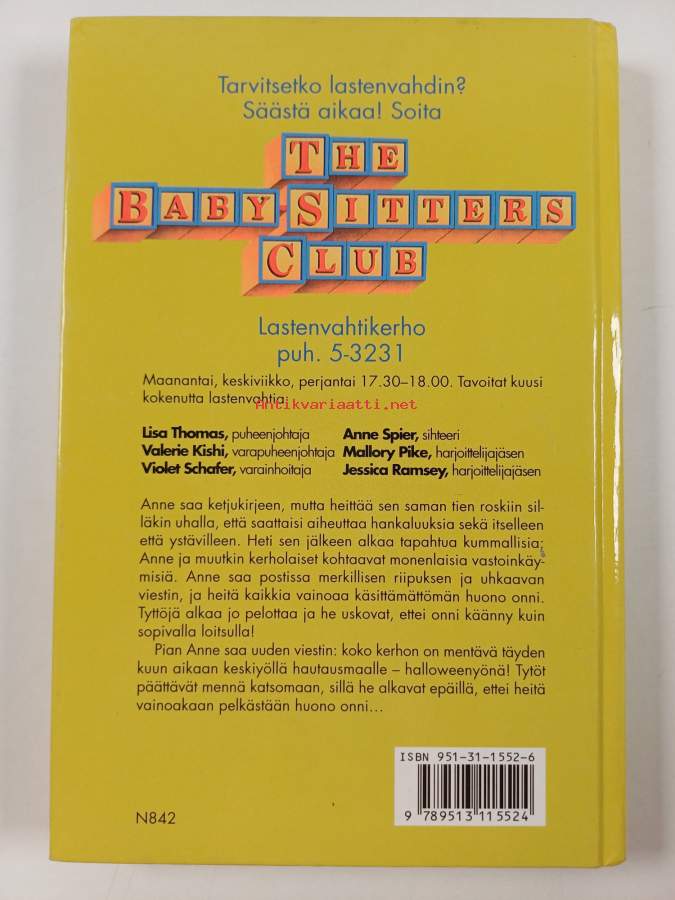 Tarvitsetko lastenvahdin?
Säästä aikaa! Soita
THE
BABY-SITTERS
CLUB
Lastenvahtikerho
puh. 5-3231
Maanantai, keskiviikko, perjantai 17.30–18.00. Tavoitat kuusi
kokenutta lastenvahtia
Antikvariaatti.net
Lisa Thomas, puheenjohtaja Anne Spier, sihteeri
Valerie Kishi, varapuheenjohtaja Mallory Pike, harjoittelijajäsen
Violet Schafer, varainhoitaja Jessica Ramsey, harjoittelijajäsen
Anne saa ketjukirjeen, mutta heittää sen saman tien roskiin sil-
läkin uhalla, että saattaisi aiheuttaa hankaluuksia sekä itselleen
että ystävilleen. Heti sen jälkeen alkaa tapahtua kummallisia:
Anne ja muutkin kerholaiset kohtaavat monenlaisia vastoinkäy-
misiä. Anne saa postissa merkillisen riipuksen ja uhkaavan
viestin, ja heitä kaikkia vainoaa käsittämättömän huono onni.
Tyttöjä alkaa jo pelottaa ja he uskovat, ettei onni käänny kuin
sopivalla loitsulla!
Pian Anne saa uuden viestin: koko kerhon on mentävä täyden
kuun aikaan keskiyöllä hautausmaalle – halloweenyönä! Tytöt
päättävät mennä katsomaan, sillä he alkavat epäillä, ettei heitä
vainoakaan pelkästään huono onni...
ISBN 951-31-1552-6
9 789513 115524
N842